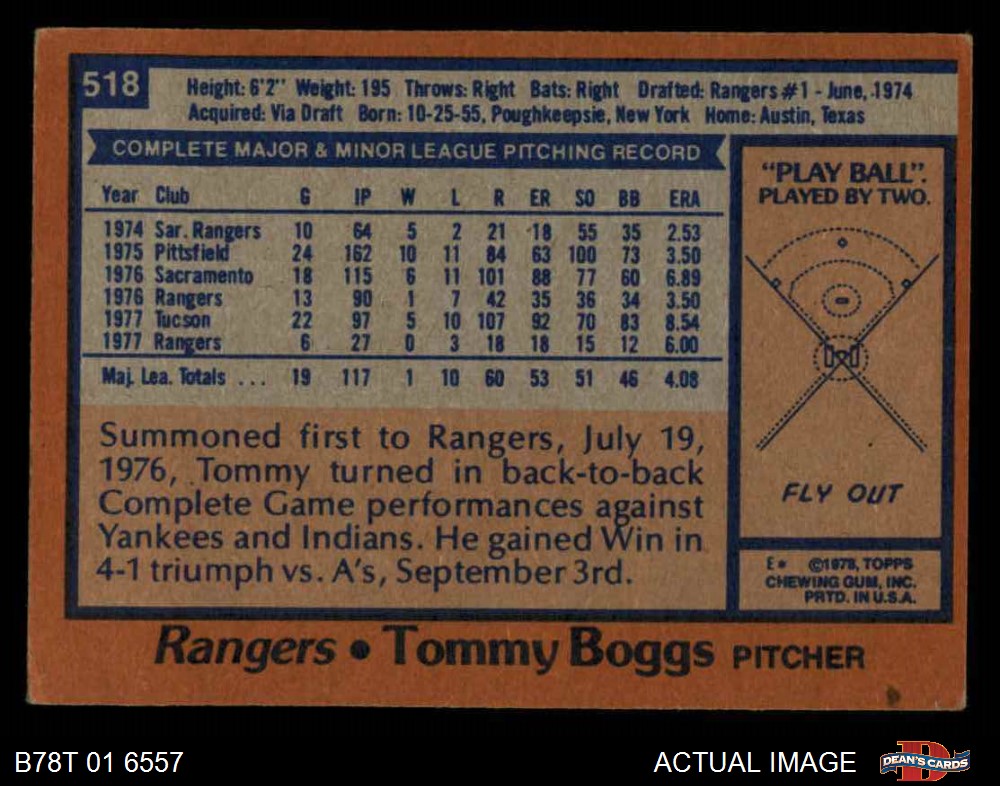 518
Height: 6'2" Weight: 195 Throws: Right Bats: Right Drafted: Rangers #1 - June, 1974
Acquired: Via Draft Born: 10-25-55, Poughkeepsie, New York Home: Austin, Texas
COMPLETE MAJOR & MINOR LEAGUE PITCHING RECORD
Year Club G IP W L R ER SO BB ERA
1974 Sar. Rangers 10 64 5 2 21 18 55 35 2.53
1975 Pittsfield 24 162 10 11 84 63 100 73 3.50
1976 Sacramento 18 115 6 11 101 88 77 60 6.89
1976 Rangers 13 90 1 7 42 35 36 34 3.50
1977 Tucson 22 97 5 10 107 92 70 83 8.54
1977 Rangers 6 27 0 3 18 18 15 12 6.00
Maj. Lea. Totals ... 19 117 1 10 60 53 51 46 4.08
Summoned first to Rangers, July 19,
1976, Tommy turned in back-to-back
Complete Game performances against
Yankees and Indians. He gained Win in
4-1 triumph vs. A's, September 3rd.
"PLAY BALL".
PLAYED BY TWO.
FLY OUT
E* ©1978, TOPPS
CHEWING GUM, INC.
PRTD. IN U.S.A.
Rangers • Tommy Boggs PITCHER
B78T 01 6557
ACTUAL IMAGE
D
DEAN'S CARDS